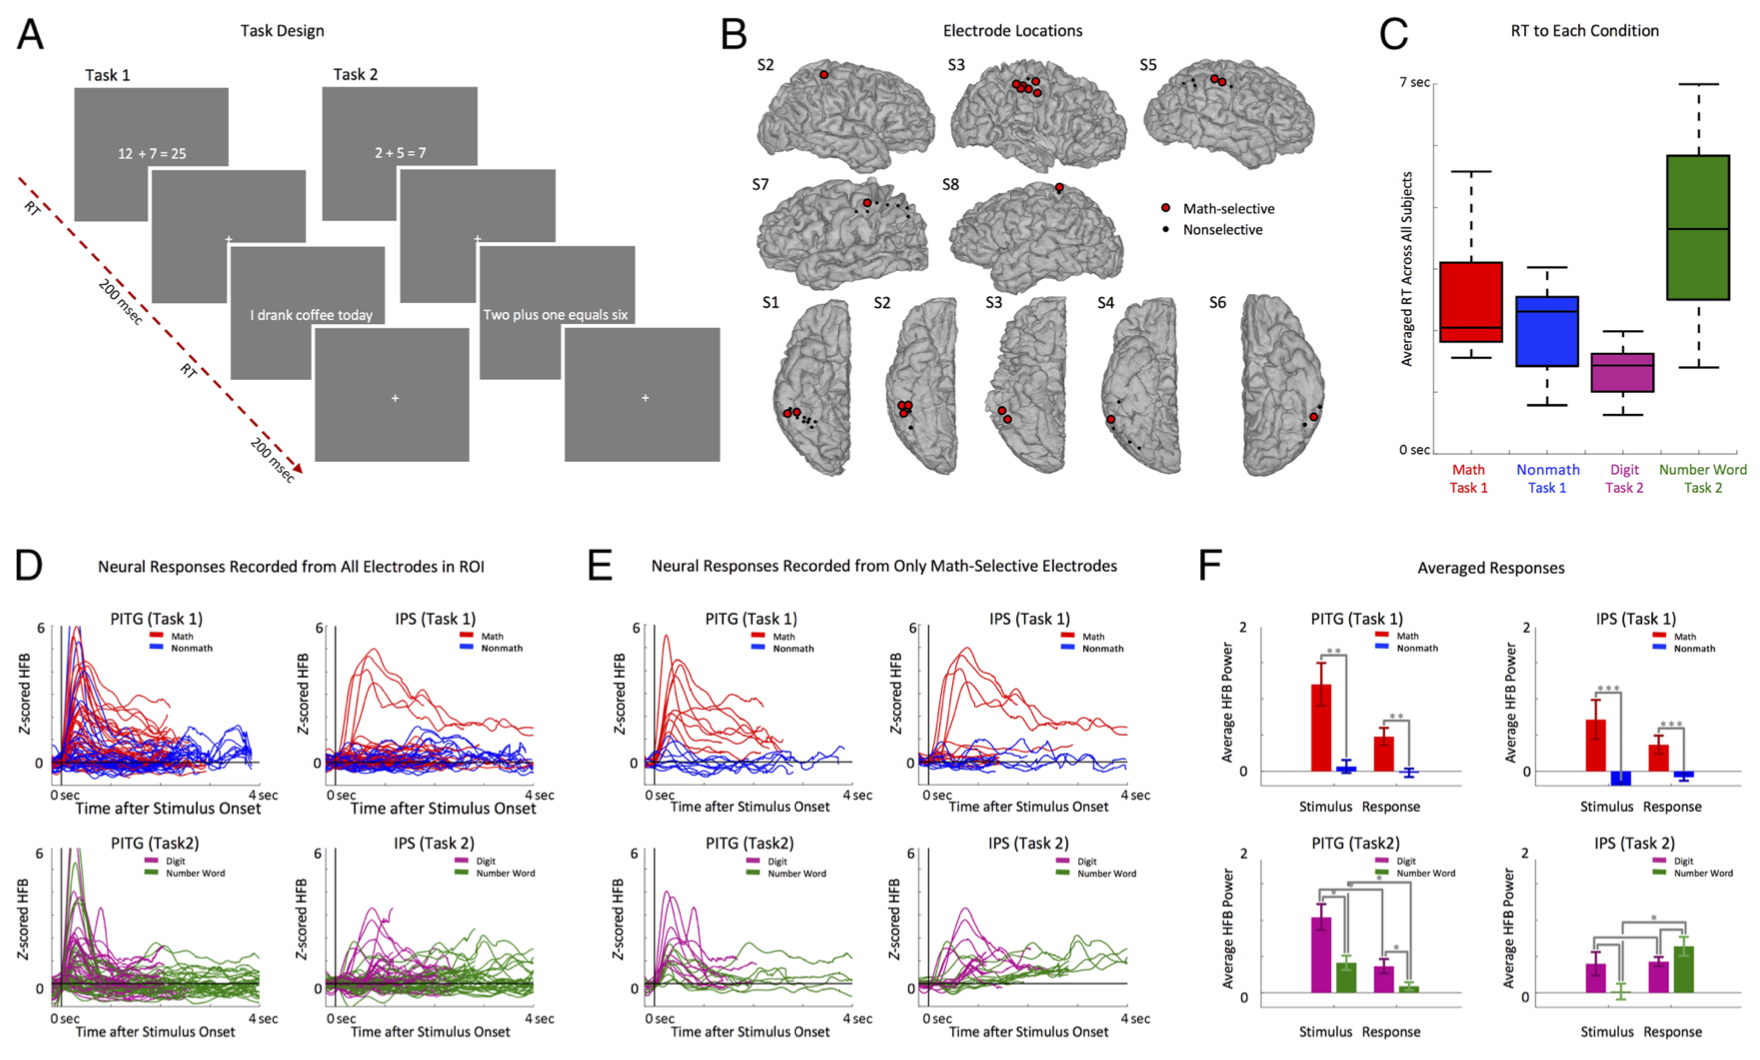 A
Task Design
Task 1
Task 2
12 + 7 = 25
2 + 5 = 7
+
+
I drank coffee today
Two plus one equals six
+
+
RT
200 msec
RT
200 msec
B
Electrode Locations
S2
S3
S5
S7
S8
Math-selective
Nonselective
S1
S2
S3
S4
S6
C
RT to Each Condition
7 sec
Averaged RT Across All Subjects
0 sec
Math Task 1
Nonmath Task 1
Digit Task 2
Number Word Task 2
D
Neural Responses Recorded from All Electrodes in ROI
PITG (Task 1)
Math
Nonmath
6
Z-scored HFB
0
0 sec
4 sec
Time after Stimulus Onset
IPS (Task 1)
Math
Nonmath
6
Z-scored HFB
0
0 sec
4 sec
Time after Stimulus Onset
PITG (Task2)
Digit
Number Word
6
Z-scored HFB
0
0 sec
4 sec
Time after Stimulus Onset
IPS (Task 2)
Digit
Number Word
6
Z-scored HFB
0
0 sec
4 sec
Time after Stimulus Onset
E
Neural Responses Recorded from Only Math-Selective Electrodes
PITG (Task 1)
Math
Nonmath
6
Z-scored HFB
0
0 sec
4 sec
Time after Stimulus Onset
IPS (Task 1)
Math
Nonmath
6
Z-scored HFB
0
0 sec
4 sec
Time after Stimulus Onset
PITG (Task2)
Digit
Number Word
6
Z-scored HFB
0
0 sec
4 sec
Time after Stimulus Onset
IPS (Task 2)
Digit
Number Word
6
Z-scored HFB
0
0 sec
4 sec
Time after Stimulus Onset
F
Averaged Responses
PITG (Task 1)
Math
Nonmath
2
Average HFB Power
**
**
0
Stimulus Response
IPS (Task 1)
Math
Nonmath
2
Average HFB Power
***
***
0
Stimulus Response
PITG (Task2)
Digit
Number Word
2
Average HFB Power
*
*
*
*
0
Stimulus Response
IPS (Task 2)
Digit
Number Word
2
Average HFB Power
*
0
Stimulus Response